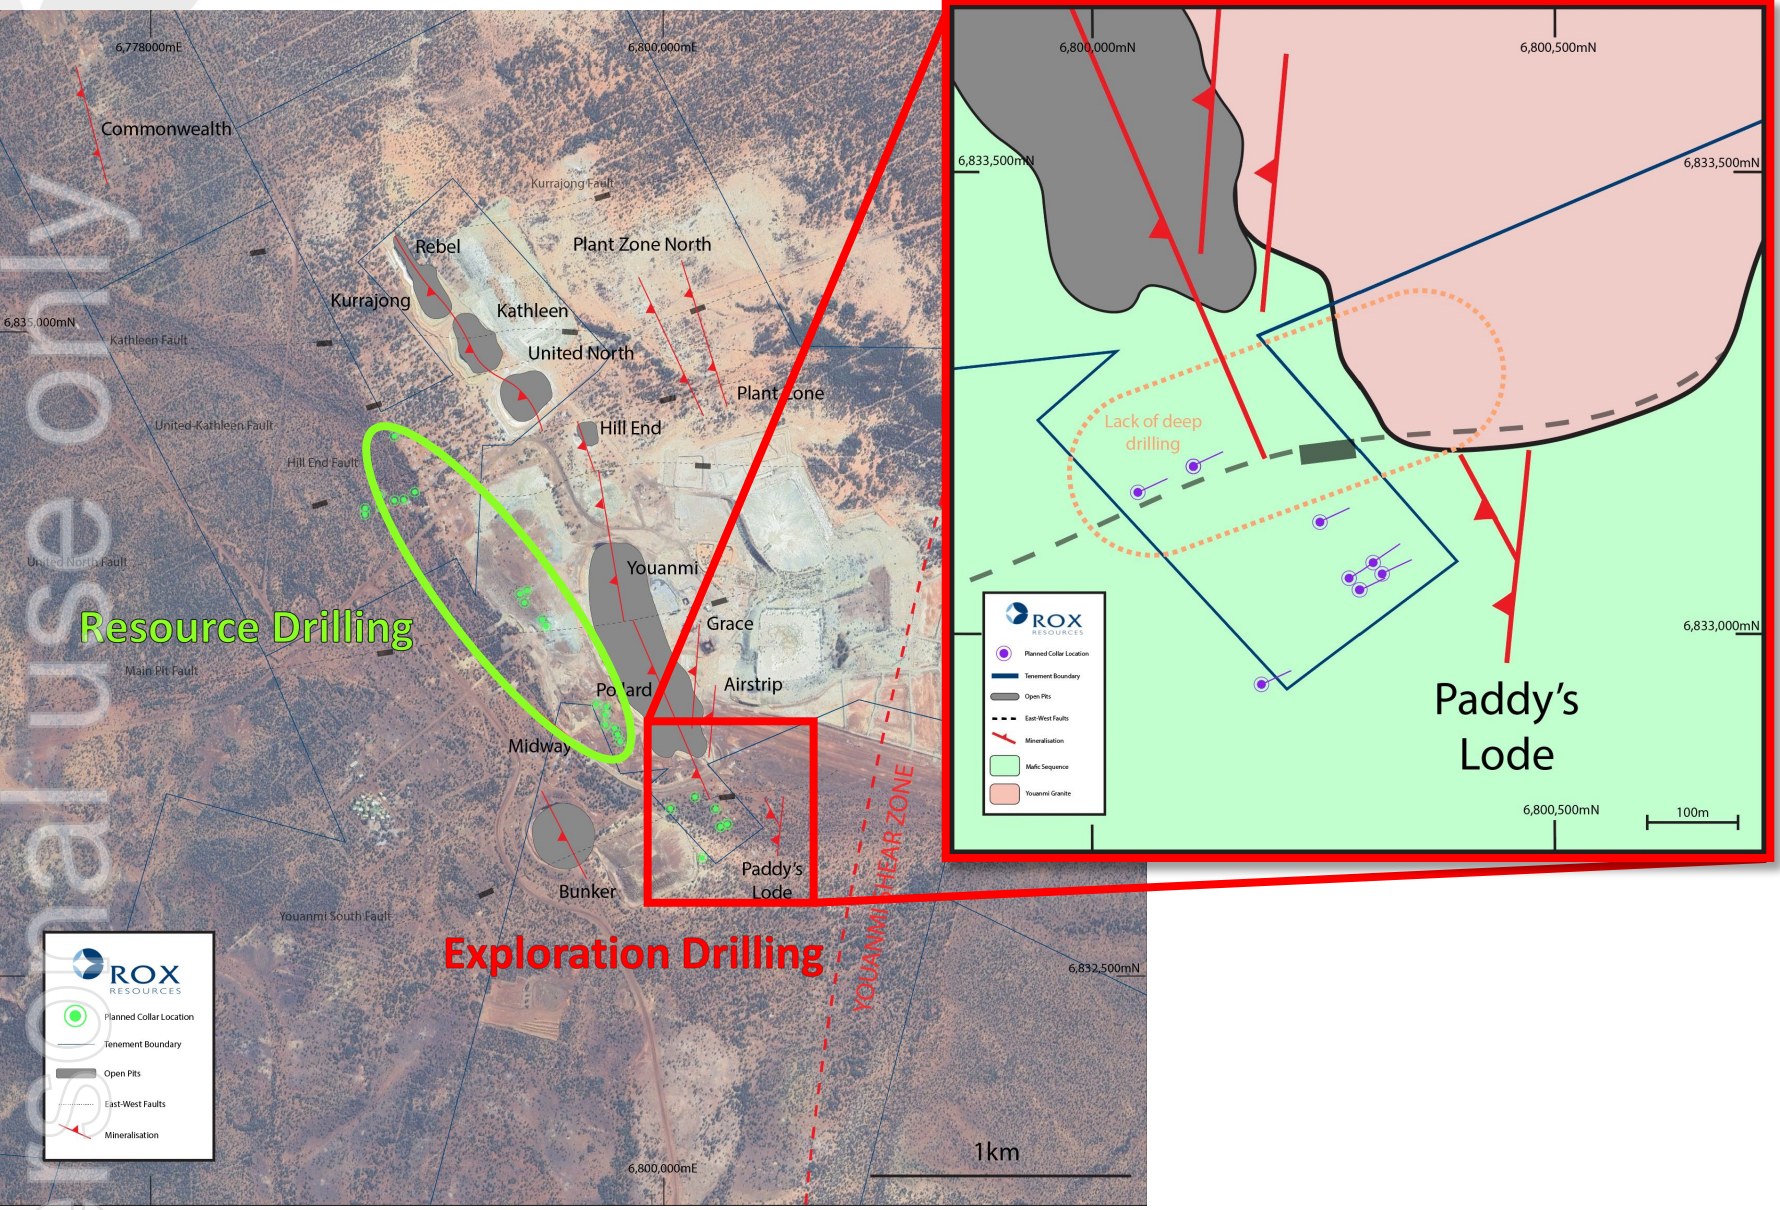 6,778000mE
6,800,000mE
Commonwealth
Kurrajong Fault
Rebel
Plant Zone North
Kurrajong
Kathleen
6,835,000mN
Kathleen Fault
United North
Plant Zone
United-Kathleen Fault
Hill End
Hill End Fault
United North Fault
Youanmi
Grace
Resource Drilling
Main Pit Fault
Pollard
Airstrip
Midway
Paddy's
Lode
Bunker
Youanmi South Fault
YOUANMI SHEAR ZONE
Exploration Drilling
6,832,500mN
1km
6,800,000mE
ROX
RESOURCES
Planned Collar Location
Tenement Boundary
Open Pits
East-West Faults
Mineralisation
6,800,000mN
6,800,500mN
6,833,500mN
6,833,500mN
Lack of deep
drilling
6,833,000mN
Paddy's
Lode
6,800,500mN
100m
ROX
RESOURCES
Planned Collar Location
Tenement Boundary
Open Pits
East-West Faults
Mineralisation
Mafic Sequence
Youanmi Granite
ersonal use only